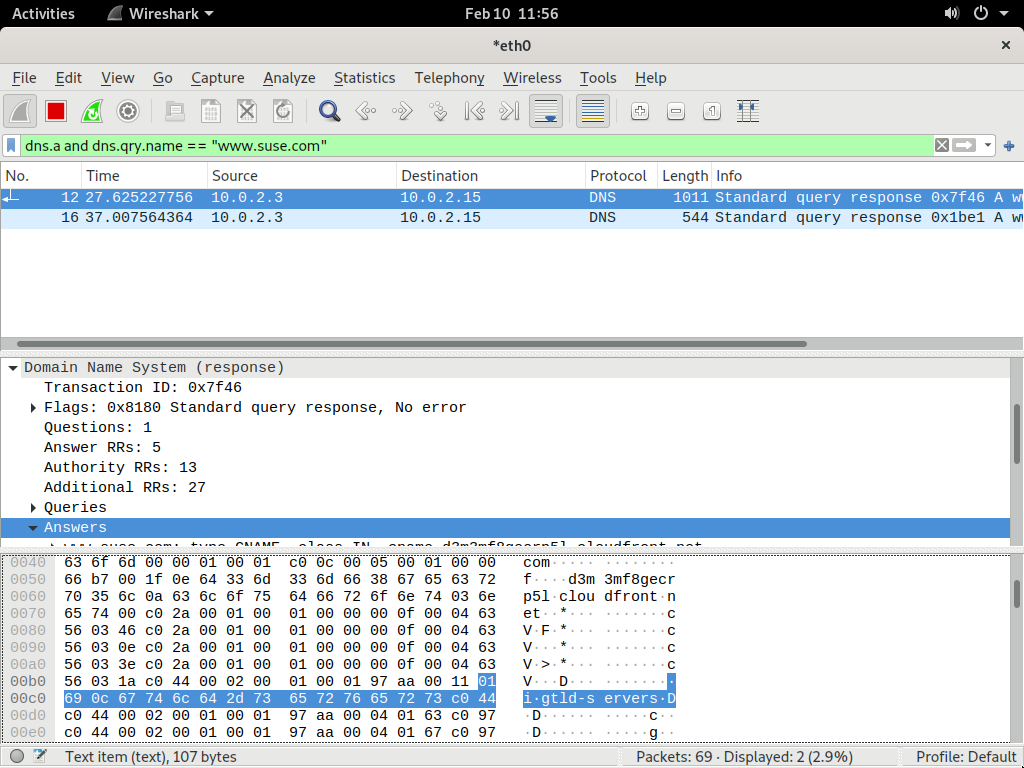 Activities Wireshark Feb 10 11:56
*eth0
File Edit View Go Capture Analyze Statistics Telephony Wireless Tools Help
dns.a and dns.qry.name == "www.suse.com"
No. Time Source Destination Protocol Length Info
12 27.625227756 10.0.2.3 10.0.2.15 DNS 1011 Standard query response 0x7f46 A
16 37.007564364 10.0.2.3 10.0.2.15 DNS 544 Standard query response 0x1be1 A
Domain Name System (response)
Transaction ID: 0x7f46
Flags: 0x8180 Standard query response, No error
Questions: 1
Answer RRs: 5
Authority RRs: 13
Additional RRs: 27
Queries
Answers
0040 63 6f 6d 00 00 01 00 01 c0 0c 00 05 00 01 00 00 com····· ········
0050 66 b7 00 1f 0e 64 33 6d 33 6d 66 38 67 65 63 72 f····d3m 3mf8gecr
0060 70 35 6c 0a 63 6c 6f 75 64 66 72 6f 6e 74 03 6e p5l·clou dfront·n
0070 65 74 00 c0 2a 00 01 00 01 00 00 00 0f 00 04 63 et··*··· ·······c
0080 56 03 46 c0 2a 00 01 00 01 00 00 00 0f 00 04 63 V·F·*··· ·······c
0090 56 03 0e c0 2a 00 01 00 01 00 00 00 0f 00 04 63 V···*··· ·······c
00a0 56 03 3e c0 2a 00 01 00 01 00 00 00 0f 00 04 63 V·>·*··· ·······c
00b0 56 03 1a c0 44 00 02 00 01 00 01 97 aa 00 11 01 V···D··· ········
00c0 69 0c 67 74 6c 64 2d 73 65 72 76 65 72 73 c0 44 i·gtld-s ervers·D
00d0 c0 44 00 02 00 01 00 01 97 aa 00 04 01 63 c0 97 ·D······ ·····c··
00e0 c0 44 00 02 00 01 00 01 97 aa 00 04 01 67 c0 97 ·D······ ·····g··
Text item (text), 107 bytes Packets: 69 · Displayed: 2 (2.9%) Profile: Default